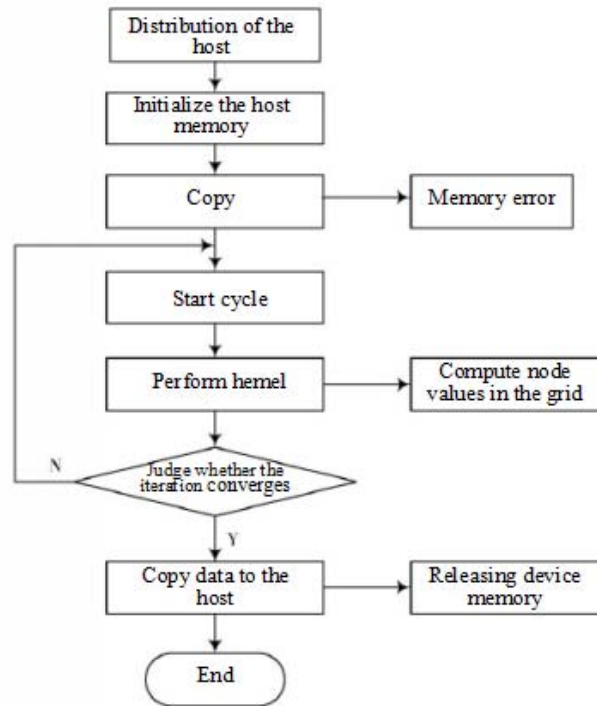 Distribution of the
host
Initialize the host
memory
Copy
Memory error
Start cycle
Perform hemel
Compute node
values in the grid
N
Judge whether the
iteration converges
Y
Copy data to the
host
Releasing device
memory
End